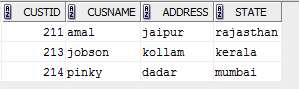 CUSTID CUSNAME ADDRESS STATE
211 amal jaipur rajasthan
213 jobson kollam kerala
214 pinky dadar mumbai